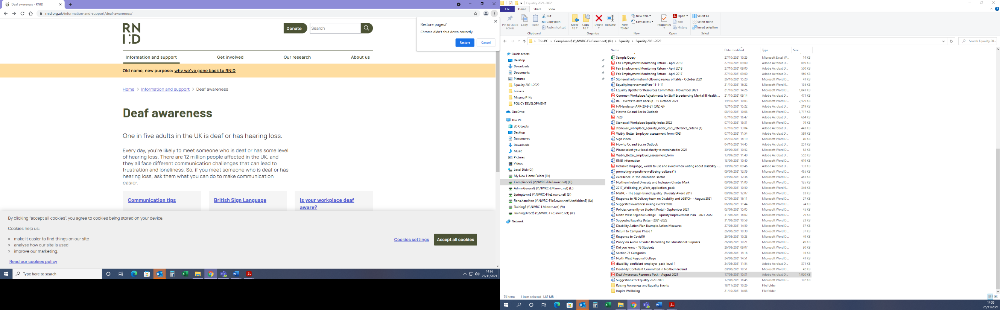 Deaf awareness - RNID
rnid.org.uk/information-and-support/deaf-awareness/
Restore pages?
Chrome didn't shut down correctly.
Restore
Cancel
RN
I:D
Donate
Search
Information and support
Get involved
Our research
About us
Old name, new purpose: why we've gone back to RNID
Home > Information and support > Deaf awareness
Deaf awareness
One in five adults in the UK is deaf or has hearing loss.
Every day, you're likely to meet someone who is deaf or has some level
of hearing loss. There are 12 million people affected in the UK, and
they all face different communication challenges that can lead to
frustration and loneliness. So, if you meet someone who is deaf or has
hearing loss, ask them what you can do to make communication
easier.
Communication tips
British Sign Language
Is your workplace deaf
aware?
By clicking "accept all cookies", you agree to cookies being stored on your device.
Cookies help us:
make it easier to find things on our site
analyse how our site is used
improve our marketing.
Read our cookies policy
Cookies settings
Accept all cookies
Type here to search
14:36
25/11/2021
Equality 2021-2022
File Home Share View
Pin to Quick
access
Copy
Paste
Cut
Copy path
Paste shortcut
Clipboard
Move
to
Copy
to
Delete
Rename
Organize
New
folder
New item
Easy access
New
Properties
Open
Edit
History
Open
Select all
Select none
Invert selection
Select
This PC > Compliance$ (\\NWRC-File3.nwrc.net) (K:) > Equality > Equality 2021-2022
Search Equality 20...
Quick access
Desktop
Downloads
Documents
Pictures
Equality 2021-2022
Leavers
Missing PTPs
POLICY DEVELOPMENT
OneDrive
This PC
3D Objects
Desktop
Documents
Downloads
Music
Pictures
Videos
Local Disk (C:)
My New Home Folder (H:)
Compliance$ (\\NWRC-File3.nwrc.net) (K:)
AdminGeneral$ (\\NWRC-LM.nwrc.net) (L:)
Springtown$ (\\NWRC-File3.nwrc.net) (S:)
fiona.hamilton (\\NWRC-File3.nwrc.net\Userfolders$) (U:)
Training$ (\\NWRC-LM.nwrc.net) (V:)
TrainingDirect$ (\\NWRC-File3.nwrc.net) (X:)
Network
Name Date modified Type Size
Sample Query 27/10/2021 10:25 Microsoft Excel W... 14 KB
Fair Employment Monitoring Return - April 2019 27/10/2021 09:00 Adobe Acrobat D... 689 KB
Fair Employment Monitoring Return - April 2018 27/10/2021 09:00 Adobe Acrobat D... 500 KB
Fair Employment Monitoring Return - April 2017 27/10/2021 09:00 Adobe Acrobat D... 560 KB
Stonewall information following review of table - October 2021 26/10/2021 15:20 Microsoft Word D... 41 KB
EqualityImprovementPlan-11-1-11 21/10/2021 16:22 Microsoft Word 9... 195 KB
Equality Update for Resources Committee - November 2021 21/10/2021 14:26 Microsoft Word D... 1,841 KB
Common Workplace Adjustments for Staff Experiencing Mental Ill Health ... 21/10/2021 09:14 Adobe Acrobat D... 471 KB
RC - events to date backup - 19 October 2021 19/10/2021 10:03 Microsoft Word D... 2,529 KB
I-AHendersonAPR-20-9-21 (002) GF 12/10/2021 15:22 Adobe Acrobat D... 219 KB
How to Cc and Bcc in Outlook 08/10/2021 10:08 Microsoft Word D... 3,717 KB
7720 07/10/2021 16:47 Adobe Acrobat D... 664 KB
Stonewall Workplace Equality Index 2022 07/10/2021 15:31 Microsoft Word D... 79 KB
stonewall_workplace_equality_index_2022_reference_criteria (1) 07/10/2021 13:04 Adobe Acrobat D... 443 KB
Visibly_Better_Employer_assessment_form (002) 07/10/2021 11:54 Adobe Acrobat D... 589 KB
Sign Video 05/10/2021 16:19 Microsoft Word D... 40 KB
How to Cc and Bcc in Outlook 04/10/2021 14:45 Adobe Acrobat D... 251 KB
Please select your local charity to nominate for 2021 30/09/2021 10:52 Microsoft Word D... 52 KB
Visibly_Better_Employer_assessment_form 13/09/2021 11:40 Adobe Acrobat D... 552 KB
RNIB Information 13/09/2021 10:40 Microsoft Word D... 619 KB
Inclusive language_ words to use and avoid when writing about disability -... 10/09/2021 09:46 Adobe Acrobat D... 133 KB
promoting-a-postivie-wellbeing-culture (1) 09/09/2021 12:39 Microsoft Word D... 465 KB
excellence-in-the-education-sector 09/09/2021 12:36 Microsoft Word D... 465 KB
Northern Ireland Diversity and Inclusion Charter Mark 09/09/2021 11:00 Microsoft Word D... 135 KB
2017_Wellbeing_at_Work_application_pack 09/09/2021 10:50 Microsoft Word 9... 346 KB
NWRC - The Legal-Island Equality Diversity Award 2017 08/09/2021 12:07 Microsoft Word D... 83 KB
Response to FE Delivery team on Disability and LGBTQ+ - August 2021 07/09/2021 16:11 Microsoft Word D... 27 KB
Suggested awareness raising events table 06/09/2021 11:44 Microsoft Word D... 24 KB
Policies currently on Student Portal - September 2021 03/09/2021 15:05 Microsoft Word D... 45 KB
North West Regional College - Equality Improvement Plan - 2021-2022 31/08/2021 16:02 Microsoft Word D... 29 KB
Suggested Equality Dates - 2021-2022 31/08/2021 10:58 Microsoft Word D... 23 KB
Disability Action Plan Example Action Measures 27/08/2021 14:59 Microsoft Word D... 37 KB
Return to Campus Phase 1 26/08/2021 10:30 Microsoft Word D... 37 KB
Response to Covid19 26/08/2021 10:23 Microsoft Word D... 49 KB
Policy on Audio or Video Recording for Educational Purposes 26/08/2021 10:21 Microsoft Word D... 49 KB
Did you know - TG Students 26/08/2021 09:07 Microsoft Word D... 30 KB
Section 75 Categories 25/08/2021 15:16 Microsoft Word D... 16 KB
North West Regional College 24/08/2021 14:51 Microsoft Word D... 41 KB
disability-confident-employer-pack-level-1 24/08/2021 11:54 Adobe Acrobat D... 371 KB
Disability Confident Committed in Northern Ireland 20/08/2021 10:51 Microsoft Word D... 42 KB
Deaf Awareness Resource Pack - August 2021 17/08/2021 15:31 Adobe Acrobat D... 1,920 KB
Suggestions for Equality 2020-2021 12/08/2021 16:45 Microsoft Word D... 102 KB
Raising Awareness and Equality Events 18/11/2021 10:26 File folder
Inspire Wellbeing 21/10/2021 14:08 File folder
75 items 1 item selected 1.87 MB
14:36
25/11/2021